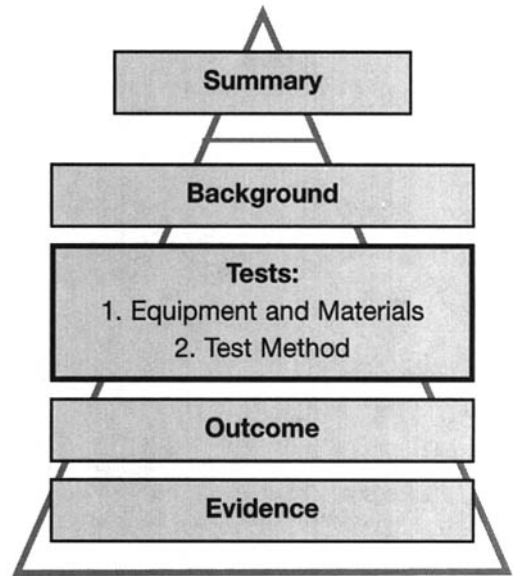 Summary
Background
Tests:
1. Equipment and Materials
2. Test Method
Outcome
Evidence